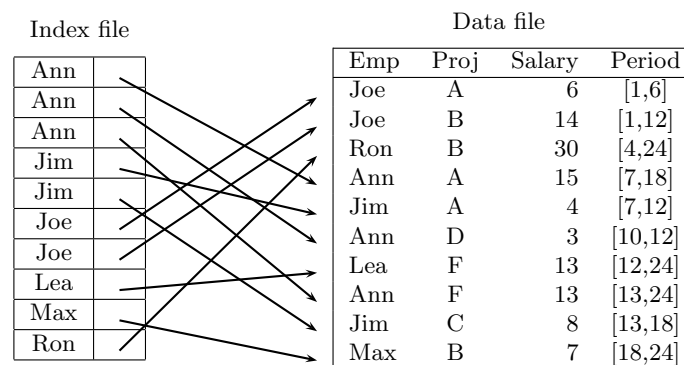 Index file
Ann
Ann
Ann
Jim
Jim
Joe
Joe
Lea
Max
Ron
Data file
Emp Proj Salary Period
Joe A 6 [1,6]
Joe B 14 [1,12]
Ron B 30 [4,24]
Ann A 15 [7,18]
Jim A 4 [7,12]
Ann D 3 [10,12]
Lea F 13 [12,24]
Ann F 13 [13,24]
Jim C 8 [13,18]
Max B 7 [18,24]